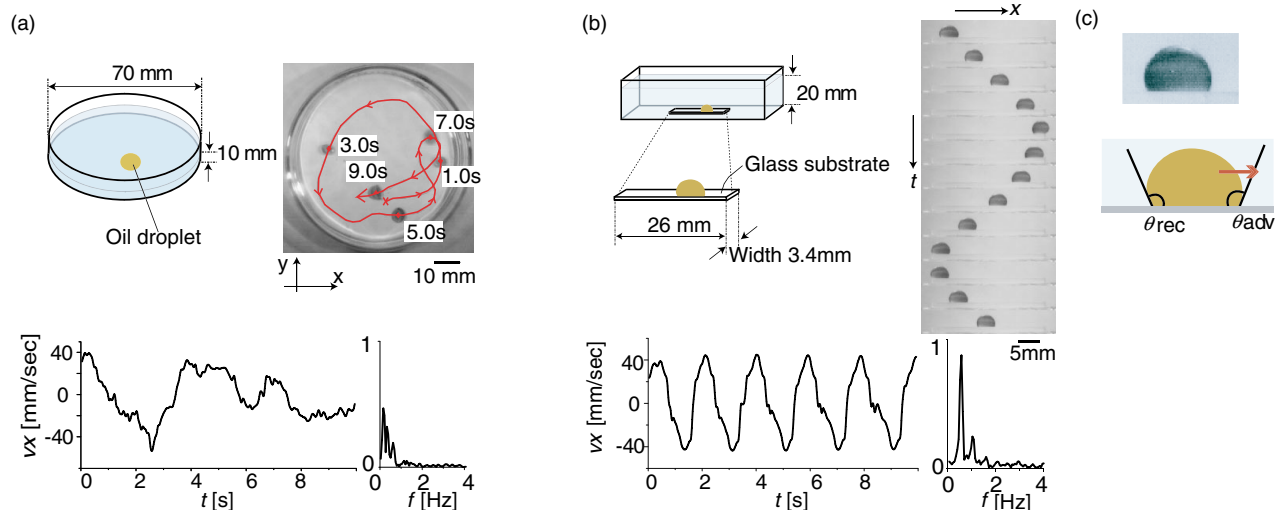 (a)
70 mm
10 mm
Oil droplet
7.0s
3.0s
9.0s
1.0s
5.0s
y
x
10 mm
vx [mm/sec]
40
0
-40
0 2 4 6 8
t [s]
1
0
0 2 4
f [Hz]
(b)
20 mm
Glass substrate
26 mm
Width 3.4mm
x
t
5mm
vx [mm/sec]
40
0
-40
0 2 4 6 8
t [s]
1
0
0 2 4
f [Hz]
(c)
θrec
θadv